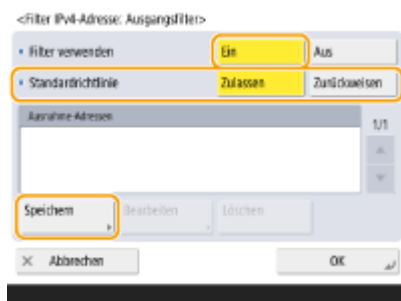 <Filter IPv4-Adresse: Ausgangsfilter>
Filter verwenden Ein Aus
Standardrichtlinie Zulassen Zurückweisen
Ausnahme-Adressen
1/1
Speichern Bearbeiten Löschen
Abbrechen OK